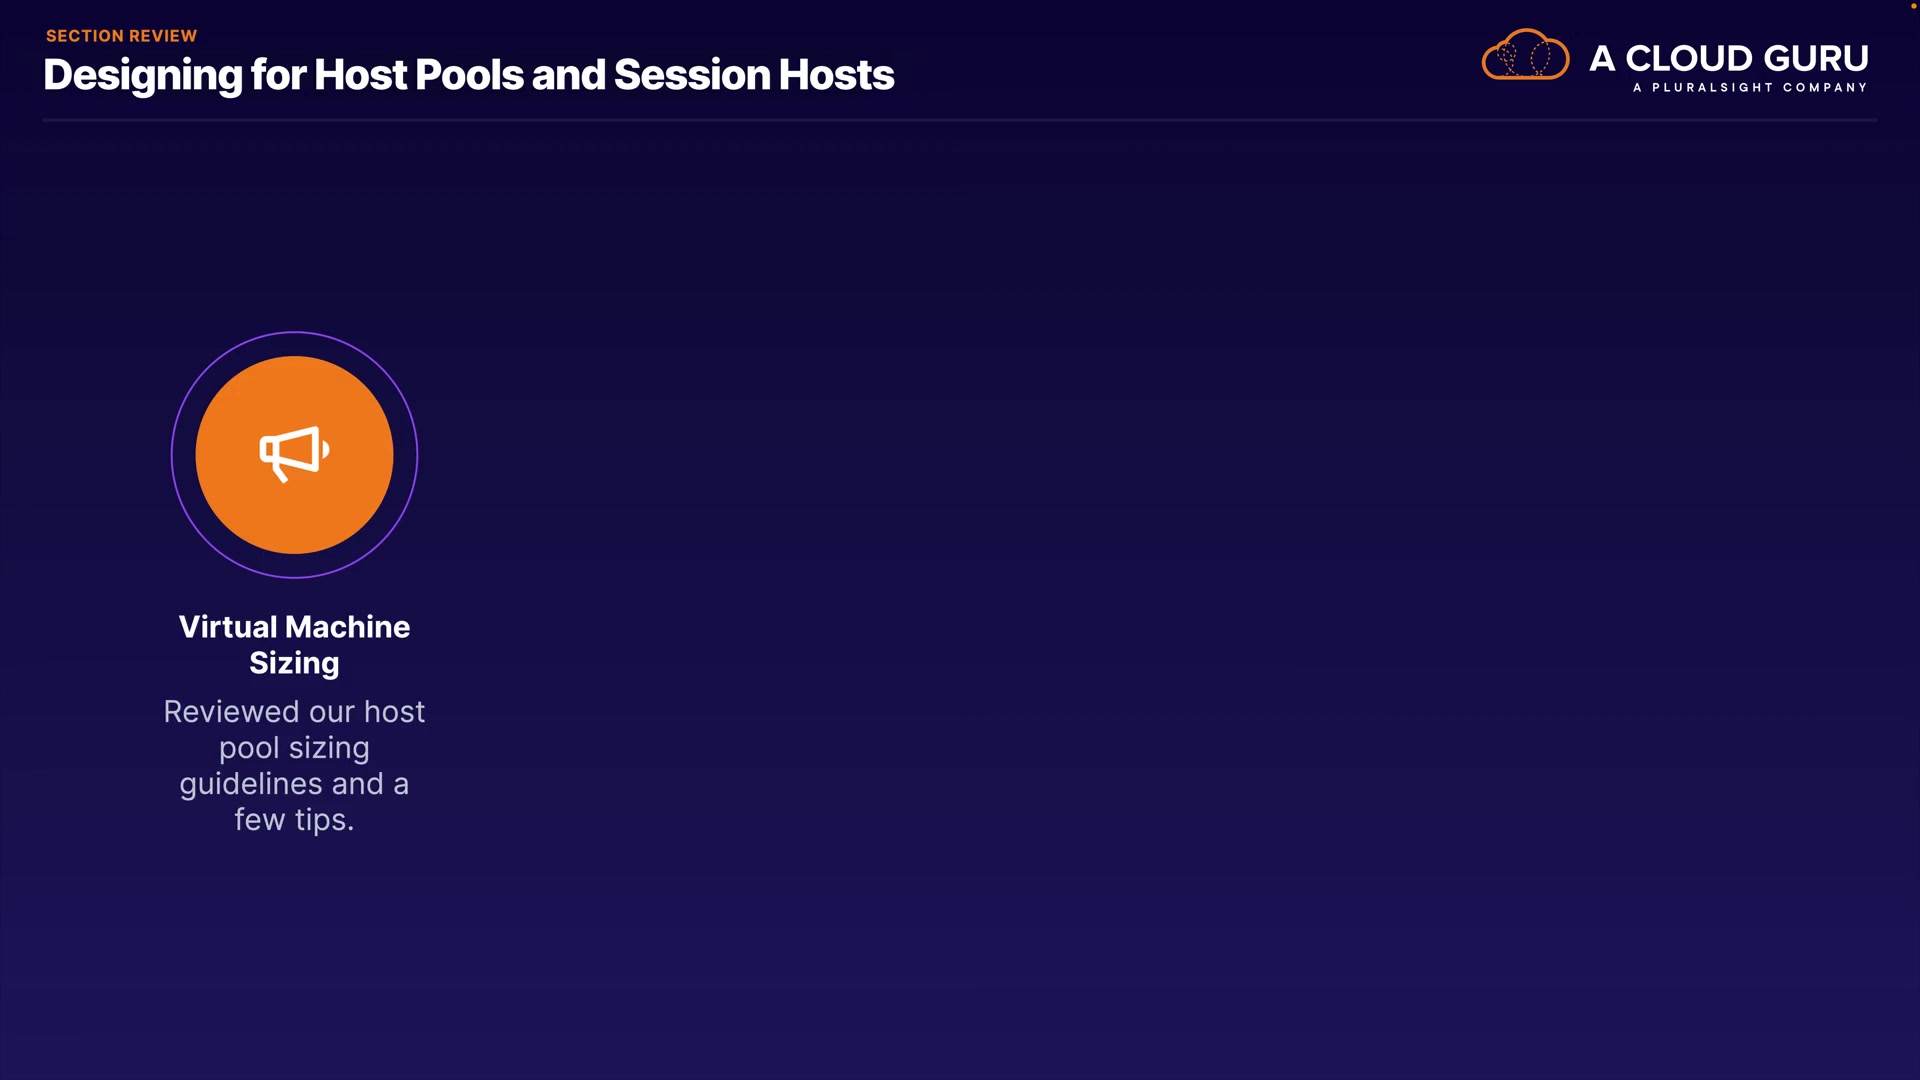 SECTION REVIEW
Designing for Host Pools and Session Hosts
A CLOUD GURU
A PLURALSIGHT COMPANY
Virtual Machine
Sizing
Reviewed our host
pool sizing
guidelines and a
few tips.